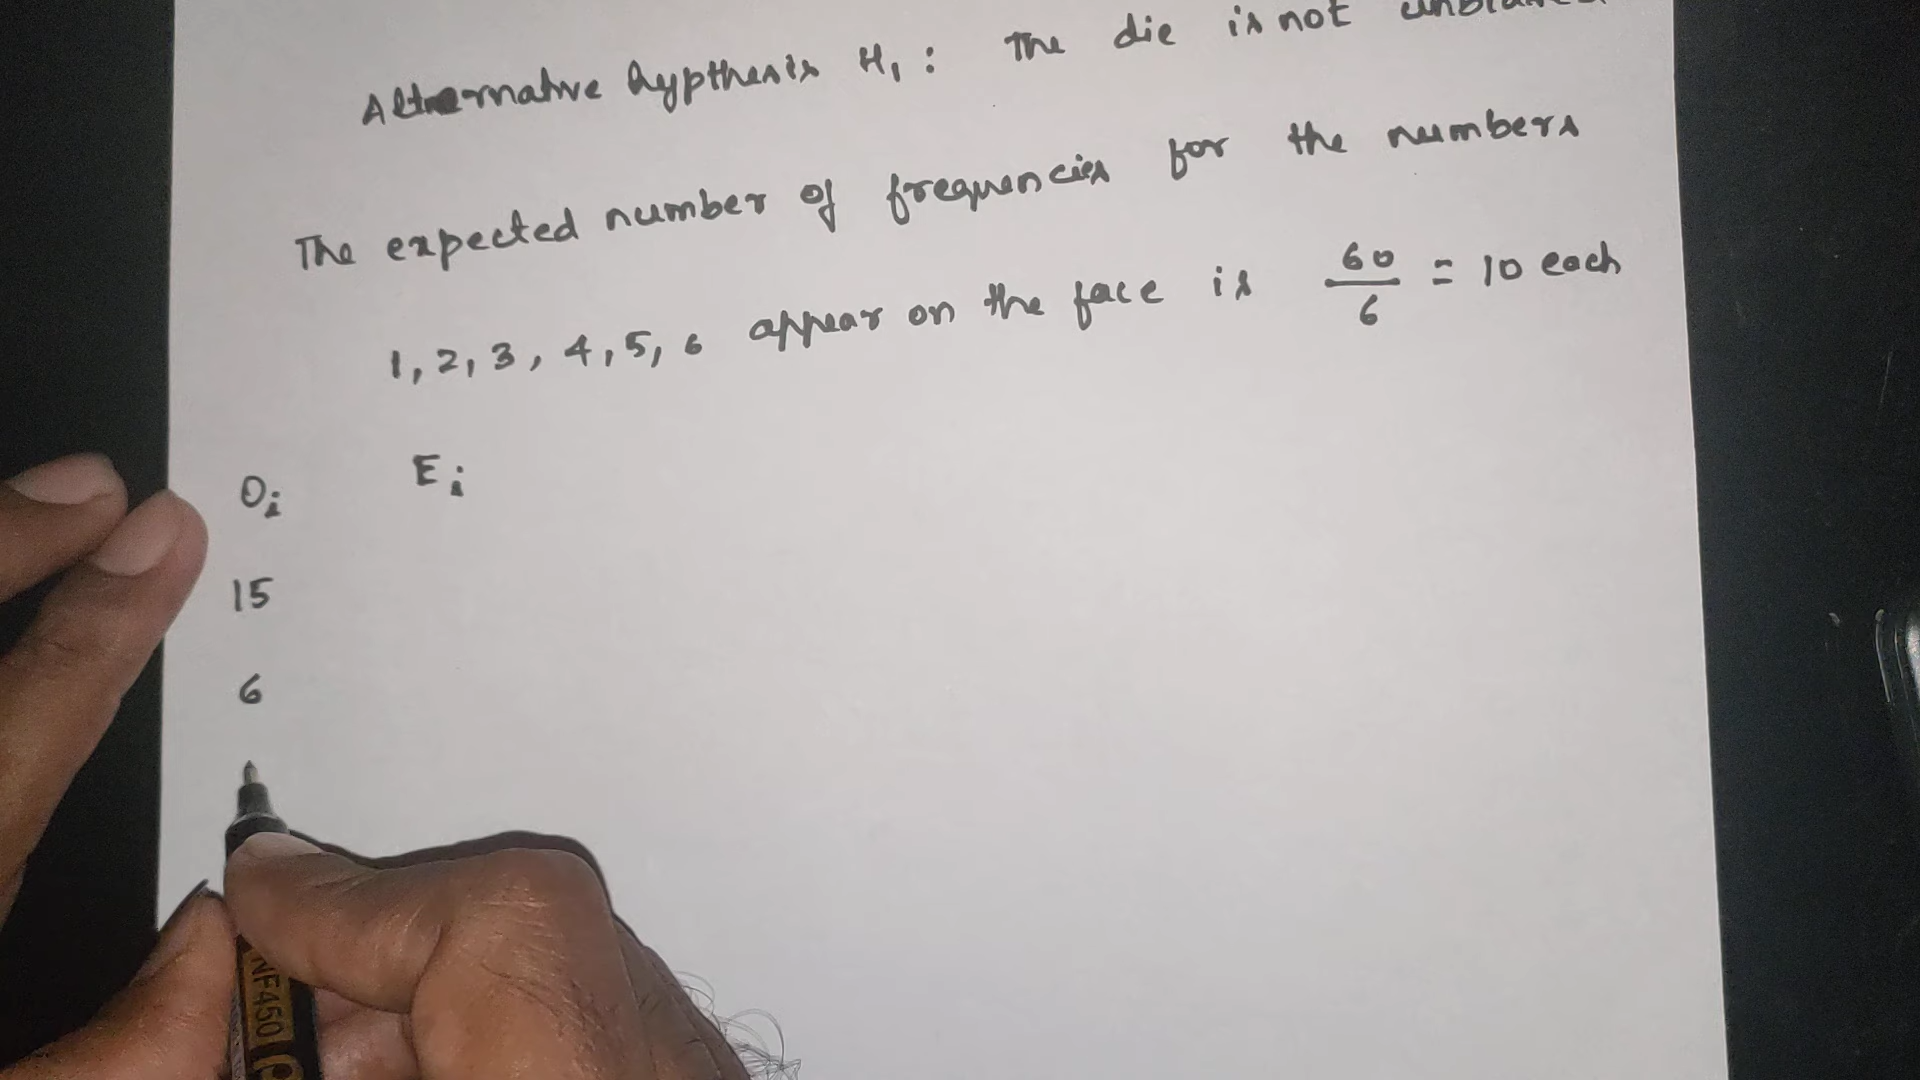 Alternative hypthesis H₁ : The die is not
The expected number of frequencies for the numbers
1, 2, 3, 4, 5, 6 appear on the face is 60/6 = 10 each
Oᵢ Eᵢ
15
6
NF450